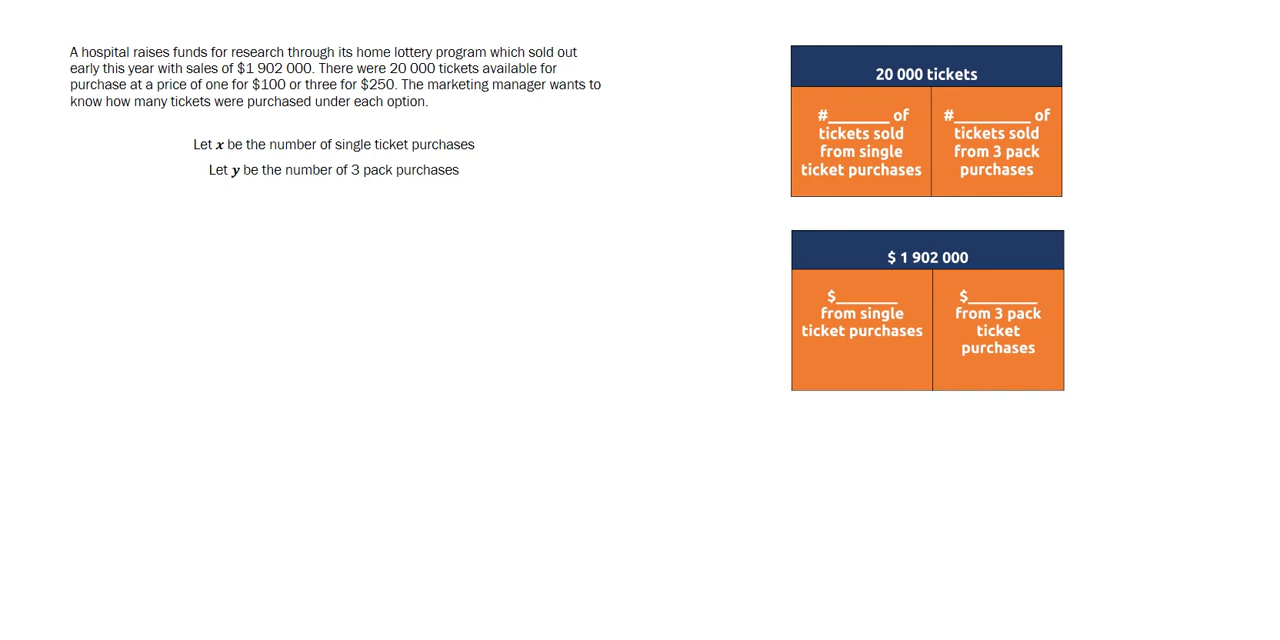 A hospital raises funds for research through its home lottery program which sold out
early this year with sales of $1 902 000. There were 20 000 tickets available for
purchase at a price of one for $100 or three for $250. The marketing manager wants to
know how many tickets were purchased under each option.
Let x be the number of single ticket purchases
Let y be the number of 3 pack purchases
20 000 tickets
#_______ of
tickets sold
from single
ticket purchases
#_________ of
tickets sold
from 3 pack
purchases
$ 1 902 000
$_______
from single
ticket purchases
$________
from 3 pack
ticket
purchases